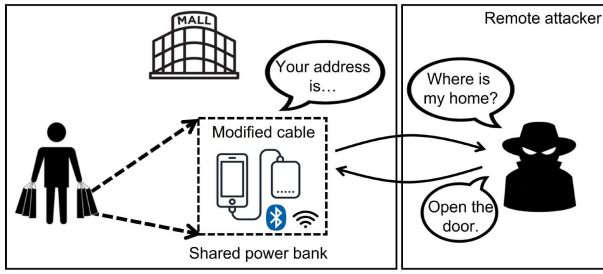 MALL
Your address
is...
Modified cable
Shared power bank
Remote attacker
Where is
my home?
Open the
door.